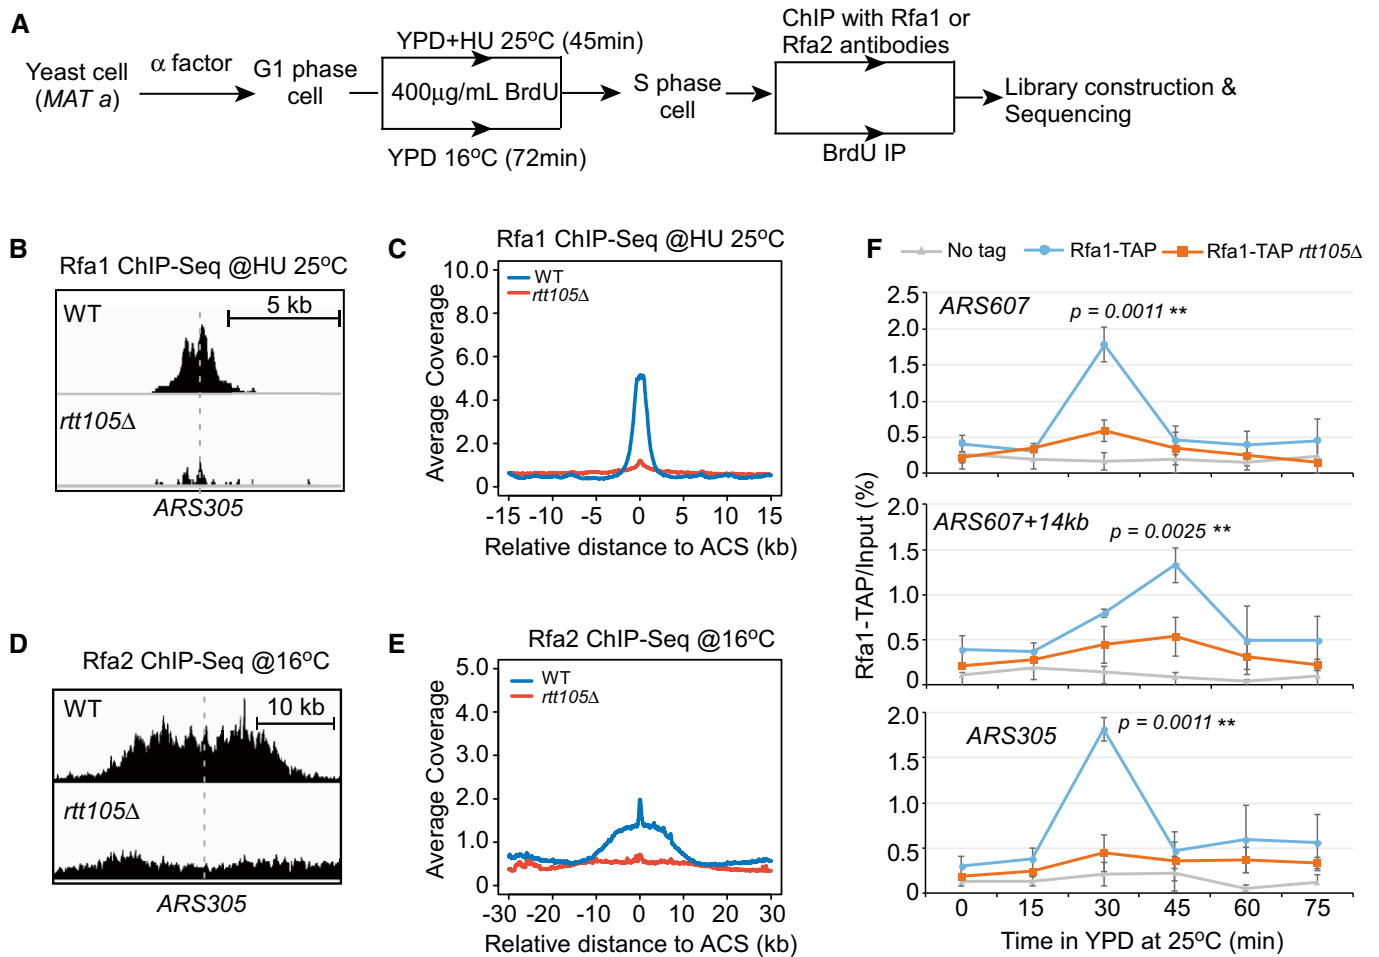 A
Yeast cell
(MAT a)
α factor
G1 phase
cell
YPD+HU 25ºC (45min)
400µg/mL BrdU
YPD 16ºC (72min)
S phase
cell
ChIP with Rfa1 or
Rfa2 antibodies
BrdU IP
Library construction &
Sequencing
B
Rfa1 ChIP-Seq @HU 25ºC
WT
5 kb
rtt105Δ
ARS305
C
Rfa1 ChIP-Seq @HU 25ºC
WT
rtt105Δ
Average Coverage
10.0
8.0
6.0
4.0
2.0
0
-15 -10 -5 0 5 10 15
Relative distance to ACS (kb)
D
Rfa2 ChIP-Seq @16ºC
WT
10 kb
rtt105Δ
ARS305
E
Rfa2 ChIP-Seq @16ºC
WT
rtt105Δ
Average Coverage
5.0
4.0
3.0
2.0
1.0
0
-30 -20 -10 0 10 20 30
Relative distance to ACS (kb)
F
No tag Rfa1-TAP Rfa1-TAP rtt105Δ
Rfa1-TAP/Input (%)
ARS607
p = 0.0011 **
2.5
2.0
1.5
1.0
0.5
0
ARS607+14kb
p = 0.0025 **
2.0
1.5
1.0
0.5
0
ARS305
p = 0.0011 **
2.0
1.5
1.0
0.5
0
0 15 30 45 60 75
Time in YPD at 25ºC (min)